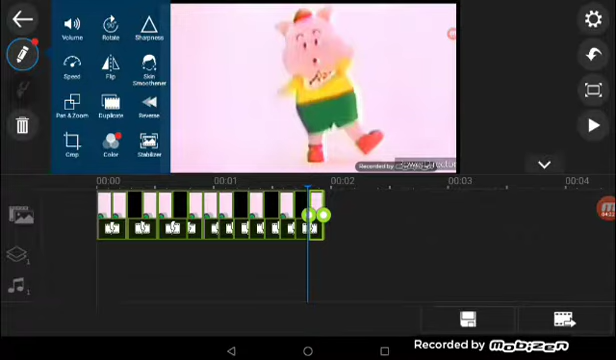 Volume
Rotate
Sharpness
Speed
Flip
Skin
Smoothener
Pan & Zoom
Duplicate
Reverse
Crop
Color
Stabilizer
Recorded by
00:00
00:01
00:02
00:03
00:04
Recorded by MOBIZEN